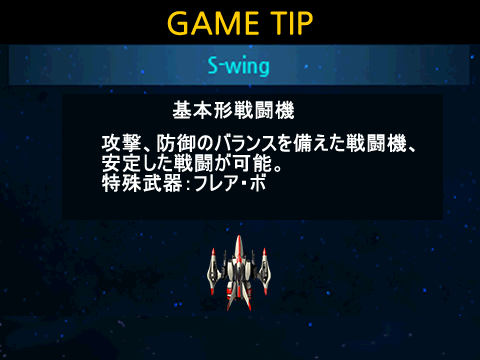 GAME TIP
S-wing
基本形戦闘機
攻撃、防御のバランスを備えた戦闘機、
安定した戦闘が可能。
特殊武器：フレア・ボ